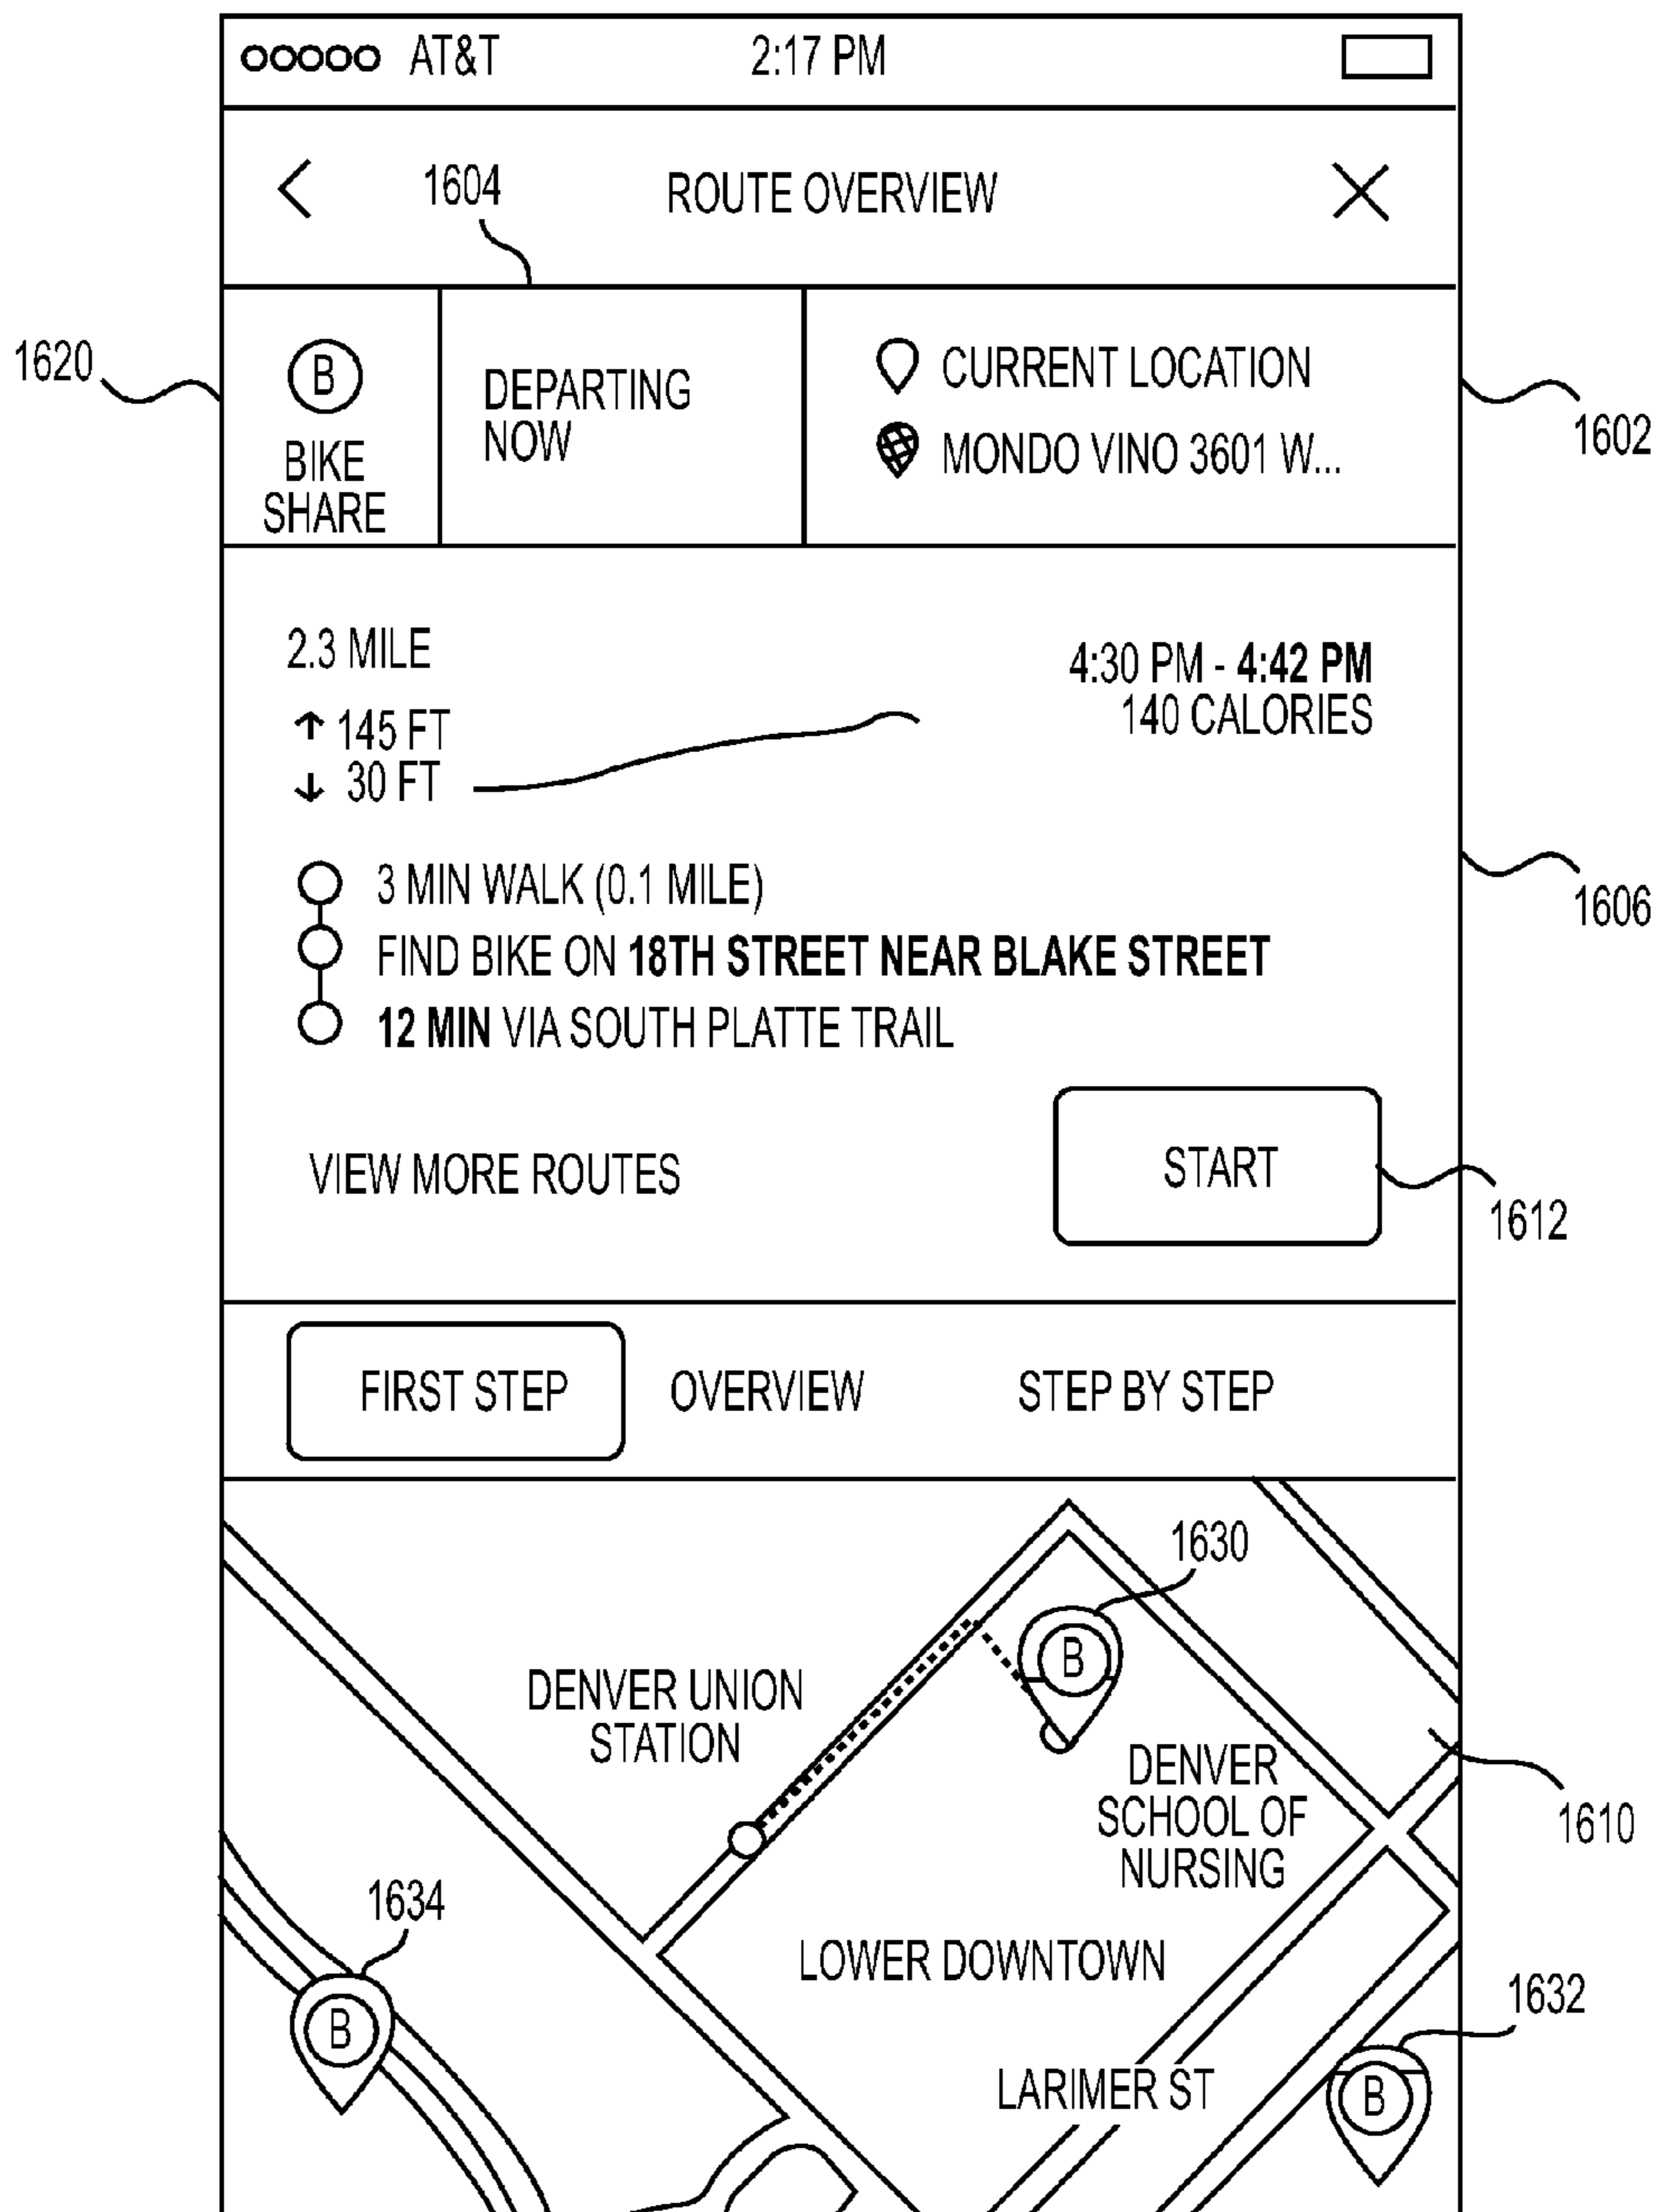 AT&T 2:17 PM
1604 ROUTE OVERVIEW
1620
B
BIKE
SHARE
DEPARTING
NOW
CURRENT LOCATION
MONDO VINO 3601 W...
1602
2.3 MILE
↑ 145 FT
↓ 30 FT
4:30 PM - 4:42 PM
140 CALORIES
1606
3 MIN WALK (0.1 MILE)
FIND BIKE ON 18TH STREET NEAR BLAKE STREET
12 MIN VIA SOUTH PLATTE TRAIL
VIEW MORE ROUTES
START
1612
FIRST STEP OVERVIEW STEP BY STEP
1630
B
DENVER UNION
STATION
DENVER
SCHOOL OF
NURSING
1610
1634
B
LOWER DOWNTOWN
1632
B
LARIMER ST